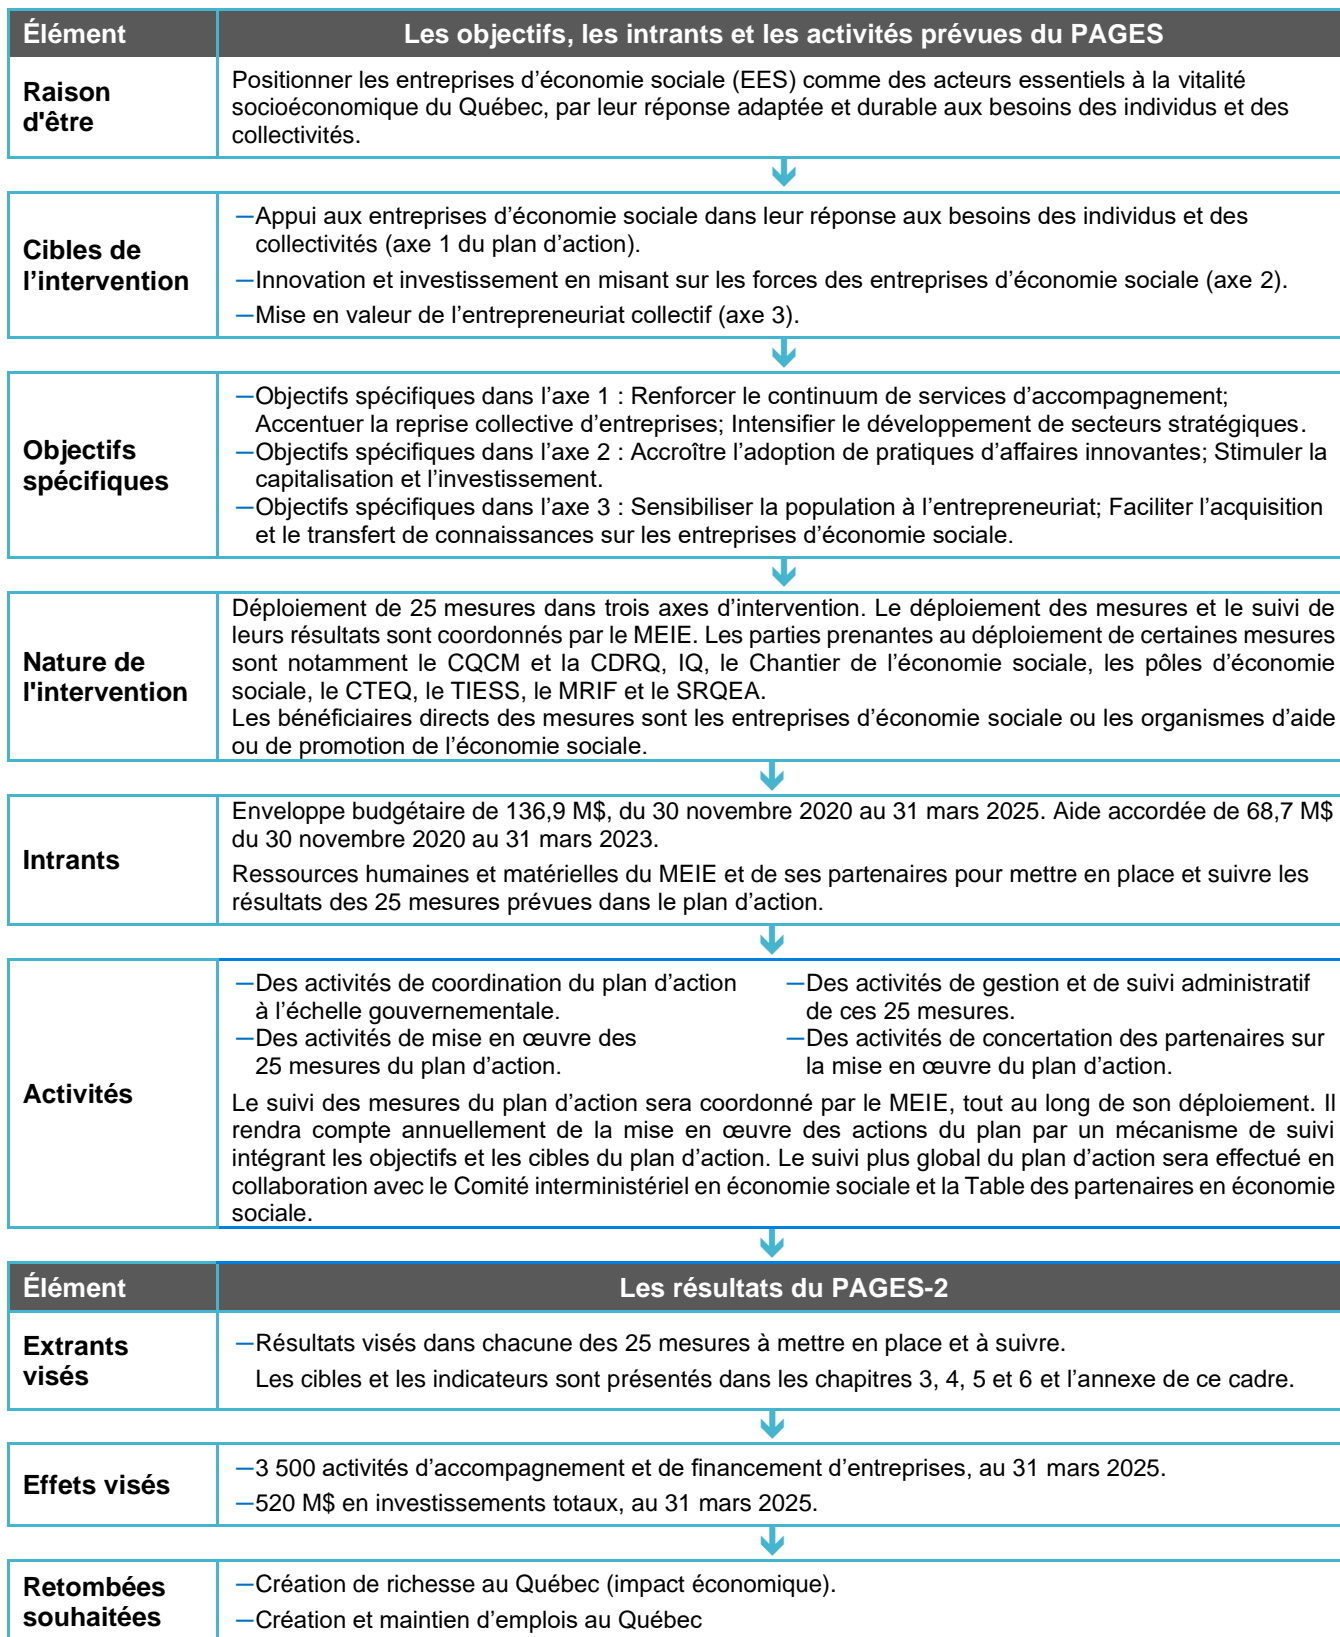 Élément
Les objectifs, les intrants et les activités prévues du PAGES
Raison
d'être
Positionner les entreprises d’économie sociale (EES) comme des acteurs essentiels à la vitalité
socioéconomique du Québec, par leur réponse adaptée et durable aux besoins des individus et des
collectivités.
Cibles de
l’intervention
—Appui aux entreprises d’économie sociale dans leur réponse aux besoins des individus et des
collectivités (axe 1 du plan d’action).
—Innovation et investissement en misant sur les forces des entreprises d’économie sociale (axe 2).
—Mise en valeur de l’entrepreneuriat collectif (axe 3).
Objectifs
spécifiques
—Objectifs spécifiques dans l’axe 1 : Renforcer le continuum de services d’accompagnement;
Accentuer la reprise collective d’entreprises; Intensifier le développement de secteurs stratégiques.
—Objectifs spécifiques dans l’axe 2 : Accroître l’adoption de pratiques d’affaires innovantes; Stimuler la
capitalisation et l’investissement.
—Objectifs spécifiques dans l’axe 3 : Sensibiliser la population à l’entrepreneuriat; Faciliter l’acquisition
et le transfert de connaissances sur les entreprises d’économie sociale.
Nature de
l'intervention
Déploiement de 25 mesures dans trois axes d’intervention. Le déploiement des mesures et le suivi de
leurs résultats sont coordonnés par le MEIE. Les parties prenantes au déploiement de certaines mesures
sont notamment le CQCM et la CDRQ, IQ, le Chantier de l’économie sociale, les pôles d’économie
sociale, le CTEQ, le TIESS, le MRIF et le SRQEA.
Les bénéficiaires directs des mesures sont les entreprises d’économie sociale ou les organismes d’aide
ou de promotion de l’économie sociale.
Intrants
Enveloppe budgétaire de 136,9 M$, du 30 novembre 2020 au 31 mars 2025. Aide accordée de 68,7 M$
du 30 novembre 2020 au 31 mars 2023.
Ressources humaines et matérielles du MEIE et de ses partenaires pour mettre en place et suivre les
résultats des 25 mesures prévues dans le plan d’action.
Activités
—Des activités de coordination du plan d’action
à l’échelle gouvernementale.
—Des activités de mise en œuvre des
25 mesures du plan d’action.
—Des activités de gestion et de suivi administratif
de ces 25 mesures.
—Des activités de concertation des partenaires sur
la mise en œuvre du plan d’action.
Le suivi des mesures du plan d’action sera coordonné par le MEIE, tout au long de son déploiement. Il
rendra compte annuellement de la mise en œuvre des actions du plan par un mécanisme de suivi
intégrant les objectifs et les cibles du plan d’action. Le suivi plus global du plan d’action sera effectué en
collaboration avec le Comité interministériel en économie sociale et la Table des partenaires en économie
sociale.
Élément
Les résultats du PAGES-2
Extrants
visés
—Résultats visés dans chacune des 25 mesures à mettre en place et à suivre.
Les cibles et les indicateurs sont présentés dans les chapitres 3, 4, 5 et 6 et l’annexe de ce cadre.
Effets visés
—3 500 activités d’accompagnement et de financement d’entreprises, au 31 mars 2025.
—520 M$ en investissements totaux, au 31 mars 2025.
Retombées
souhaitées
—Création de richesse au Québec (impact économique).
—Création et maintien d’emplois au Québec